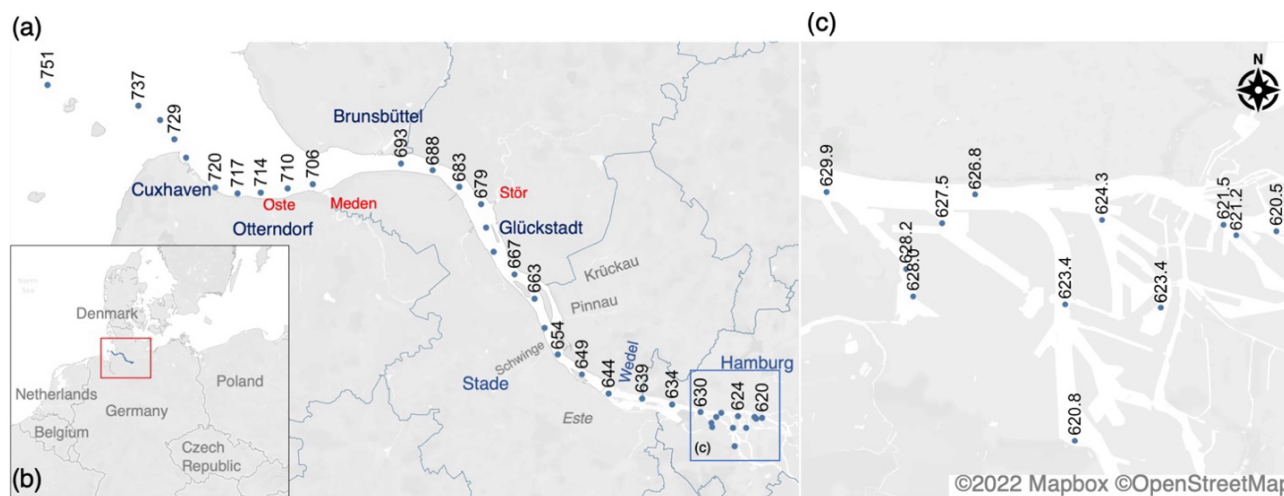 (a)
751
737
729
720
717
714
710
706
693
688
683
679
667
663
654
649
644
639
634
630
624
620
Brunsbüttel
Cuxhaven
Oste
Meden
Otterndorf
Stör
Glückstadt
Krückau
Pinnau
Schwinge
Stade
Wedel
Este
Hamburg
(c)
(b)
North
Sea
Denmark
Netherlands
Belgium
Germany
Poland
Czech
Republic
(c)
N
629.9
628.2
628.0
627.5
626.8
624.3
623.4
623.4
621.5
621.2
620.5
620.8
©2022 Mapbox ©OpenStreetMap